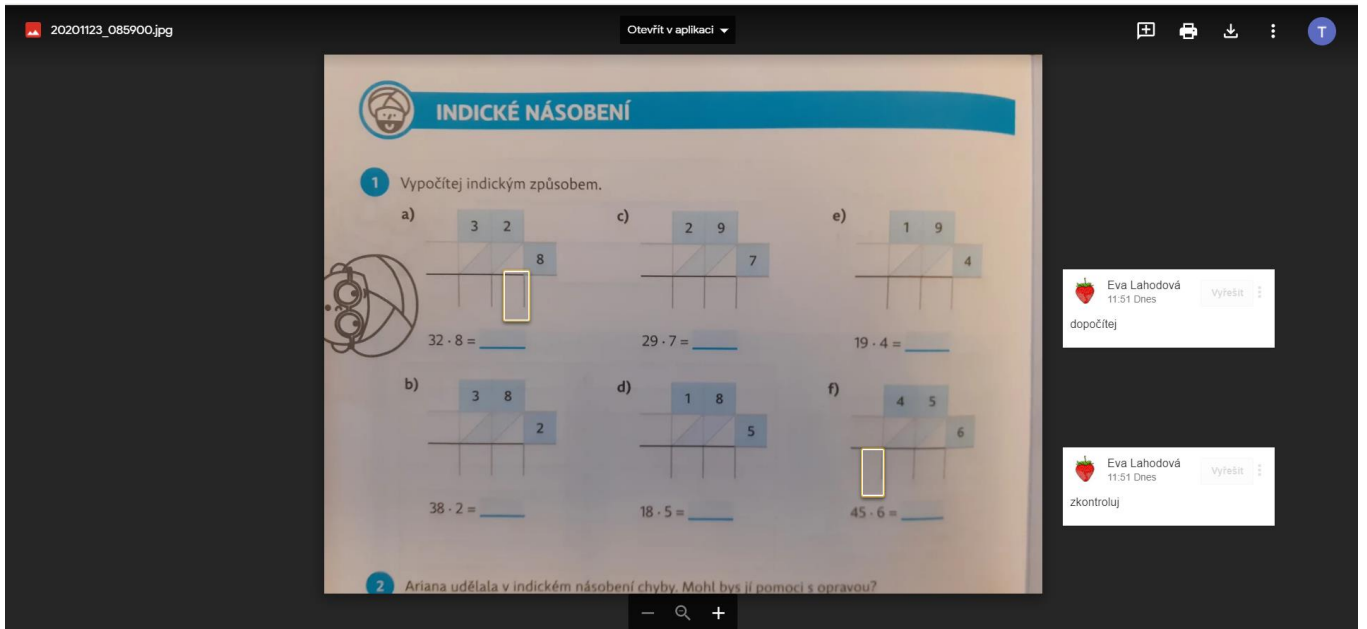 20201123_085900.jpg
Otevřít v aplikaci
T
INDICKÉ NÁSOBENÍ
1 Vypočítej indickým způsobem.
a) 3 2
8
32 · 8 =
c) 2 9
7
29 · 7 =
e) 1 9
4
19 · 4 =
b) 3 8
2
38 · 2 =
d) 1 8
5
18 · 5 =
f) 4 5
6
45 · 6 =
2 Ariana udělala v indickém násobení chyby. Mohl bys jí pomoci s opravou?
Eva Lahodová
11:51 Dnes
Vyřešit
dopočítej
Eva Lahodová
11:51 Dnes
Vyřešit
zkontroluj